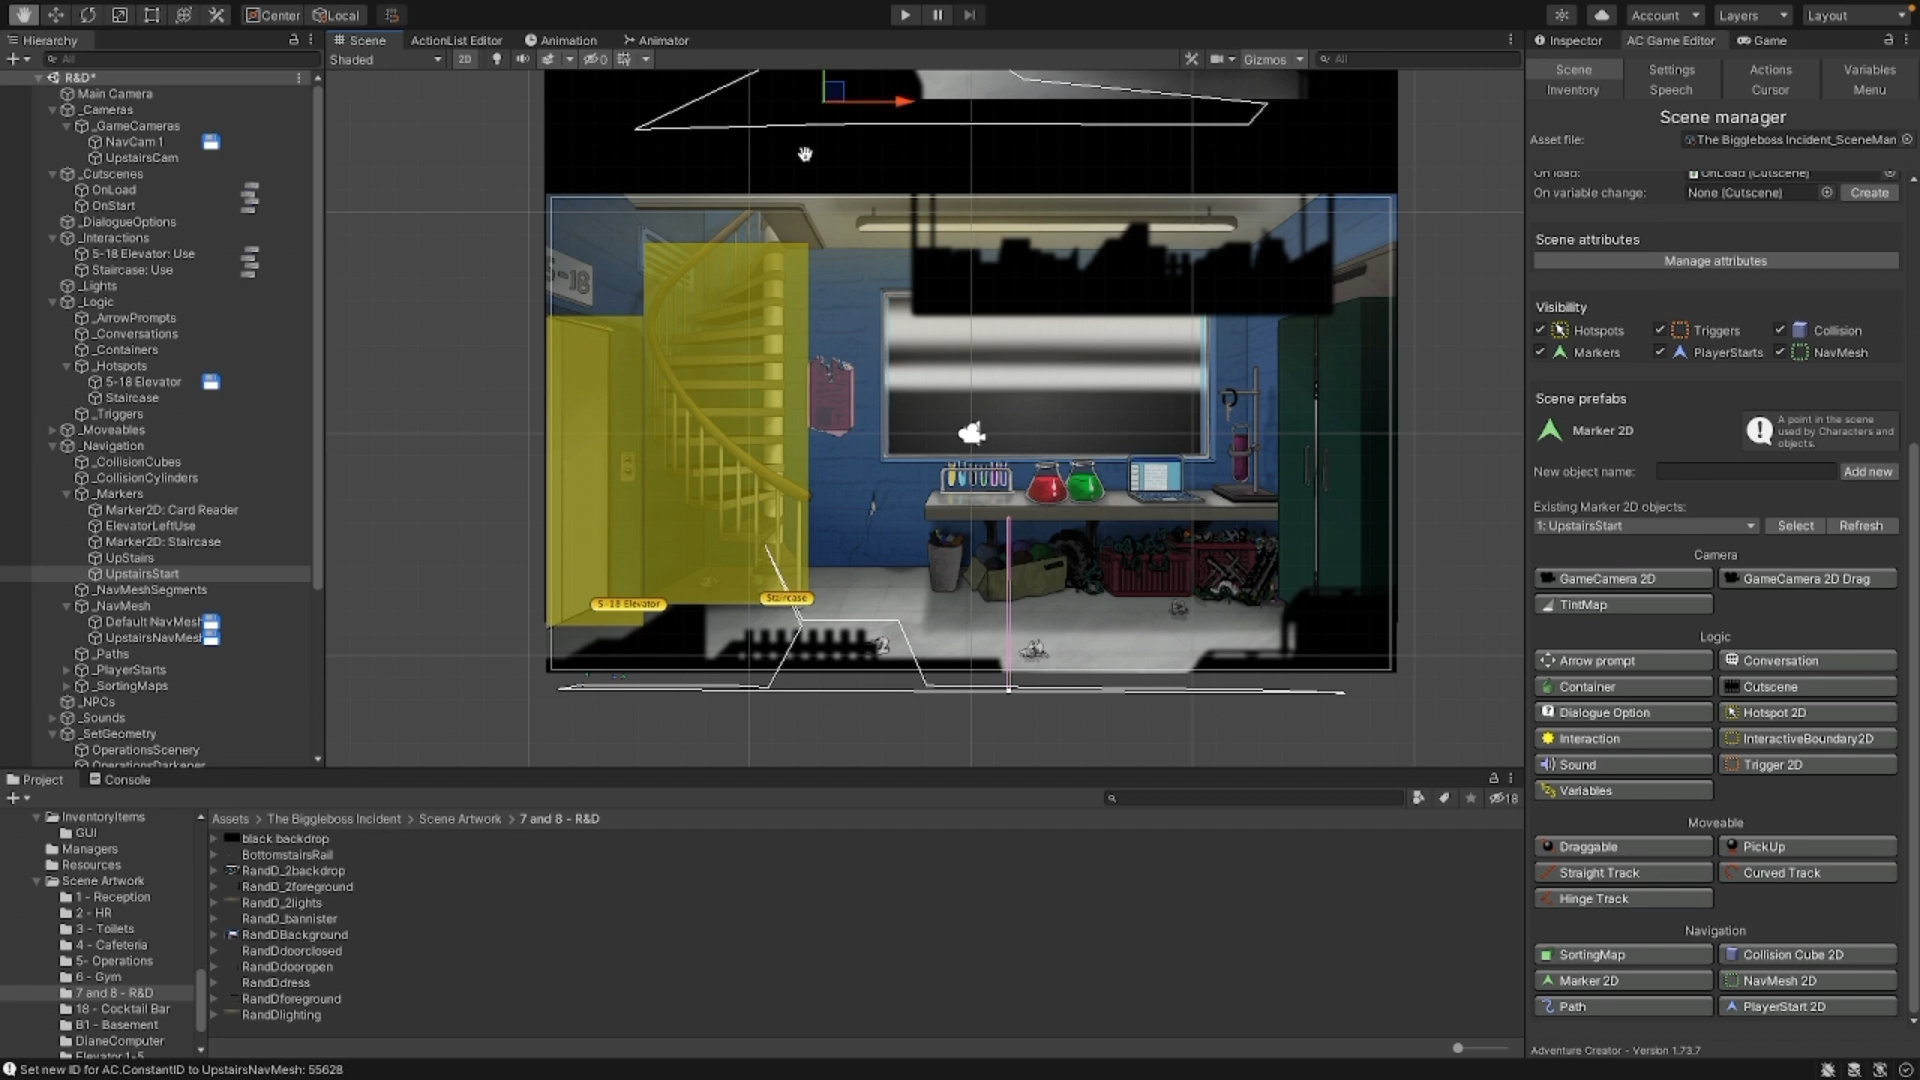 Center
Local
Account
Layers
Layout
Hierarchy
Scene
ActionList Editor
Animation
Animator
Inspector
AC Game Editor
Game
All
Shaded
2D
0
Gizmos
All
R&D*
Main Camera
_Cameras
_GameCameras
NavCam 1
UpstairsCam
_Cutscenes
OnLoad
OnStart
_DialogueOptions
_Interactions
5-18 Elevator: Use
Staircase: Use
_Lights
_Logic
_ArrowPrompts
_Conversations
_Containers
_Hotspots
5-18 Elevator
Staircase
_Triggers
_Moveables
_Navigation
_CollisionCubes
_CollisionCylinders
_Markers
Marker2D: Card Reader
ElevatorLeftUse
Marker2D: Staircase
UpStairs
UpstairsStart
_NavMeshSegments
_NavMesh
Default NavMesh
UpstairsNavMesh
_Paths
_PlayerStarts
_SortingMaps
_NPCs
_Sounds
_SetGeometry
OperationsScenery
OperationsDarkener
5-18
5-18 Elevator
Staircase
Scene
Settings
Actions
Variables
Inventory
Speech
Cursor
Menu
Scene manager
Asset file:
The Biggleboss Incident_SceneMan
On load:
OnLoad (Cutscene)
On variable change:
None (Cutscene)
Create
Scene attributes
Manage attributes
Visibility
Hotspots
Triggers
Collision
Markers
PlayerStarts
NavMesh
Scene prefabs
Marker 2D
A point in the scene
used by Characters and
objects.
New object name:
Add new
Existing Marker 2D objects:
1: UpstairsStart
Select
Refresh
Camera
GameCamera 2D
GameCamera 2D Drag
TintMap
Logic
Arrow prompt
Conversation
Container
Cutscene
Dialogue Option
Hotspot 2D
Interaction
InteractiveBoundary2D
Sound
Trigger 2D
Variables
Moveable
Draggable
PickUp
Straight Track
Curved Track
Hinge Track
Navigation
SortingMap
Collision Cube 2D
Marker 2D
NavMesh 2D
Path
PlayerStart 2D
Adventure Creator - Version 1.73.7
Project
Console
18
InventoryItems
GUI
Managers
Resources
Scene Artwork
1 - Reception
2 - HR
3 - Toilets
4 - Cafeteria
5- Operations
6 - Gym
7 and 8 - R&D
18 - Cocktail Bar
B1 - Basement
DianeComputer
Elevator 1-5
Assets > The Biggleboss Incident > Scene Artwork > 7 and 8 - R&D
black backdrop
BottomstairsRail
RandD_2backdrop
RandD_2foreground
RandD_2lights
RandD_bannister
RandDBackground
RandDdoorclosed
RandDdooropen
RandDdress
RandDforeground
RandDlighting
Set new ID for AC.ConstantID to UpstairsNavMesh: 55628